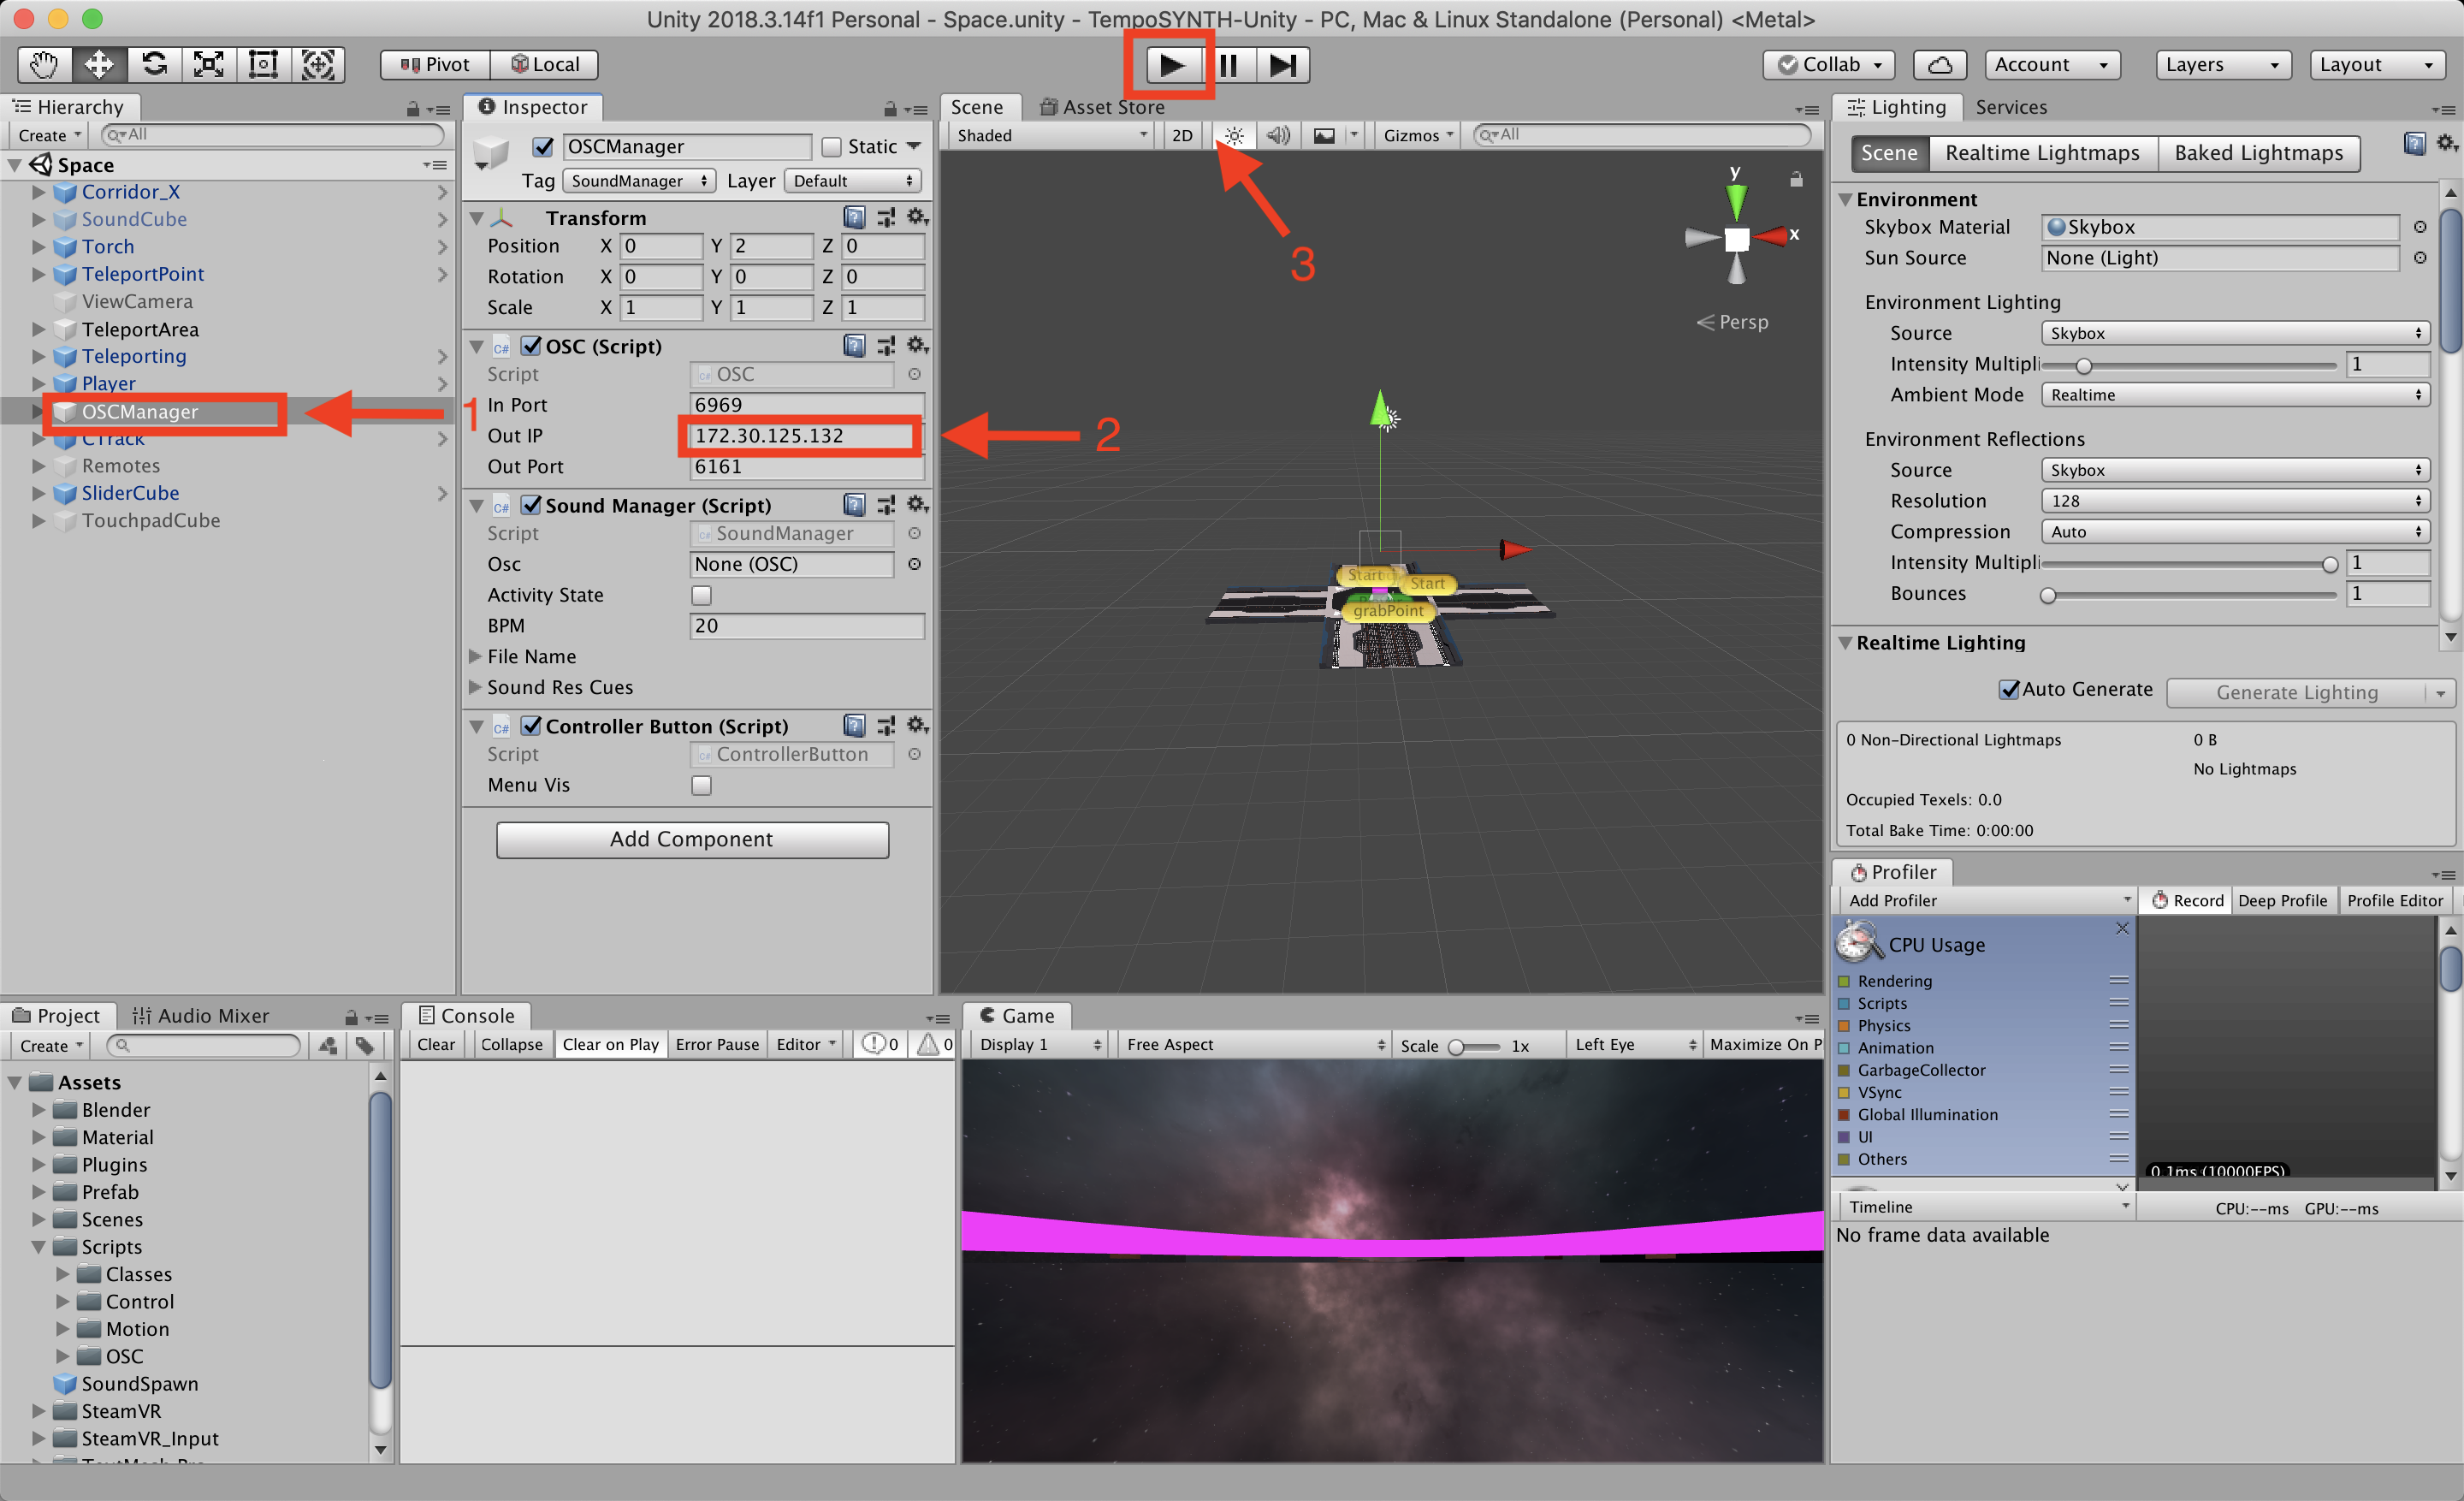 Unity 2018.3.14f1 Personal - Space.unity - TempoSYNTH-Unity - PC, Mac & Linux Standalone (Personal) <Metal>
Pivot Local
Collab Account Layers Layout
Hierarchy
Create All
Space
Corridor_X
SoundCube
Torch
TeleportPoint
ViewCamera
TeleportArea
Teleporting
Player
OSCManager
CTrack
Remotes
SliderCube
TouchpadCube
1
Inspector
OSCManager Static
Tag SoundManager Layer Default
Transform
Position X 0 Y 2 Z 0
Rotation X 0 Y 0 Z 0
Scale X 1 Y 1 Z 1
OSC (Script)
Script OSC
In Port 6969
Out IP 172.30.125.132
Out Port 6161
2
Sound Manager (Script)
Script SoundManager
Osc None (OSC)
Activity State
BPM 20
File Name
Sound Res Cues
Controller Button (Script)
Script ControllerButton
Menu Vis
Add Component
Scene Asset Store
Shaded 2D Gizmos All
3
y
x
Persp
Start
Start
grabPoint
Lighting Services
Scene Realtime Lightmaps Baked Lightmaps
Environment
Skybox Material Skybox
Sun Source None (Light)
Environment Lighting
Source Skybox
Intensity Multipli 1
Ambient Mode Realtime
Environment Reflections
Source Skybox
Resolution 128
Compression Auto
Intensity Multipli 1
Bounces 1
Realtime Lighting
Auto Generate Generate Lighting
0 Non-Directional Lightmaps 0 B
No Lightmaps
Occupied Texels: 0.0
Total Bake Time: 0:00:00
Profiler
Add Profiler Record Deep Profile Profile Editor
CPU Usage
Rendering
Scripts
Physics
Animation
GarbageCollector
VSync
Global Illumination
UI
Others
0.1ms (10000FPS)
Timeline CPU:--ms GPU:--ms
No frame data available
Project Audio Mixer
Create
Assets
Blender
Material
Plugins
Prefab
Scenes
Scripts
Classes
Control
Motion
OSC
SoundSpawn
SteamVR
SteamVR_Input
Console
Clear Collapse Clear on Play Error Pause Editor 0 0
Game
Display 1 Free Aspect Scale 1x Left Eye Maximize On P